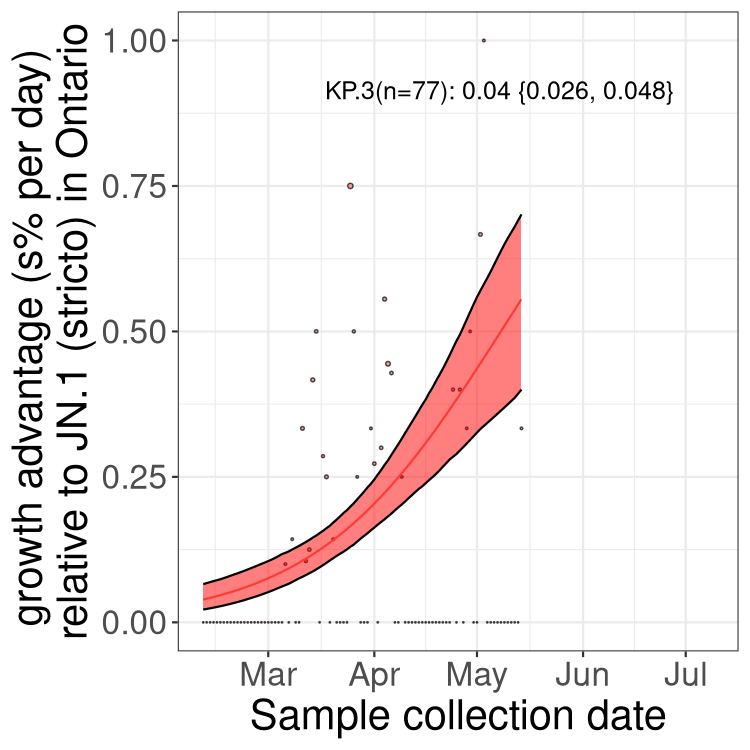 growth advantage (s% per day)
relative to JN.1 (stricto) in Ontario
1.00
0.75
0.50
0.25
0.00
KP.3(n=77): 0.04 {0.026, 0.048}
Mar Apr May Jun Jul
Sample collection date